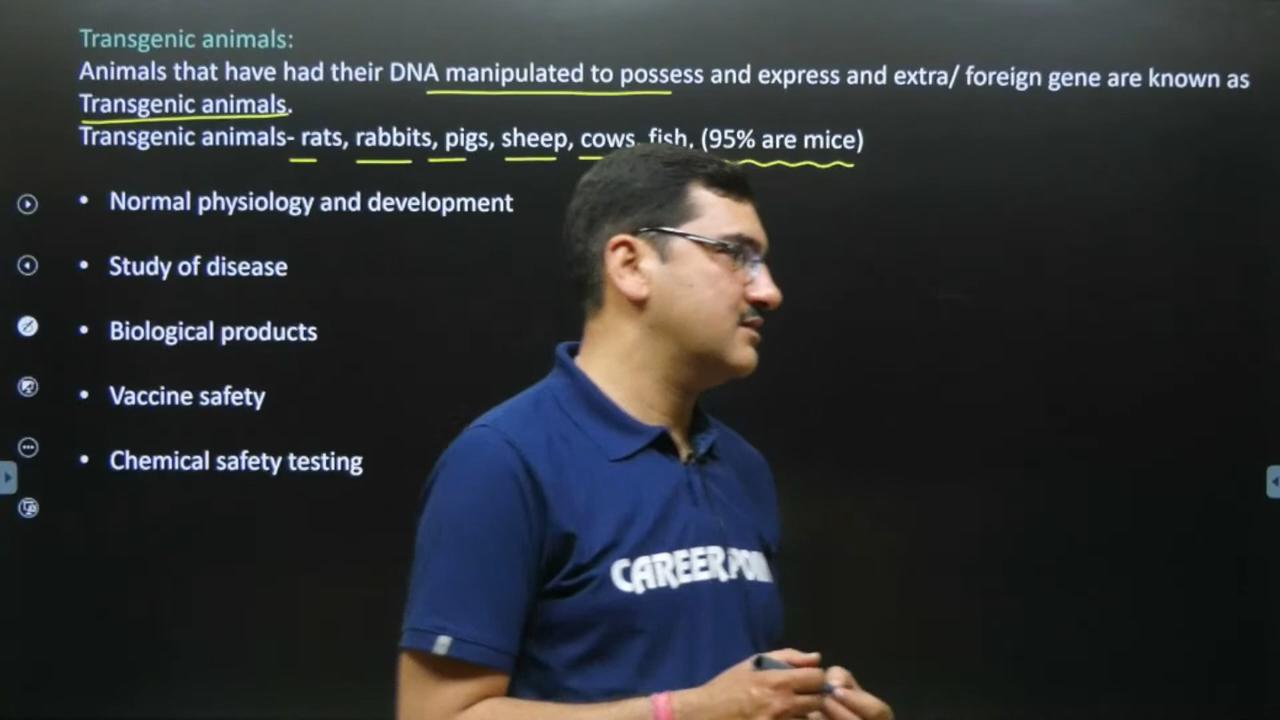 Transgenic animals:
Animals that have had their DNA manipulated to possess and express and extra/ foreign gene are known as
Transgenic animals.
Transgenic animals- rats, rabbits, pigs, sheep, cows, fish, (95% are mice)
• Normal physiology and development
• Study of disease
• Biological products
• Vaccine safety
• Chemical safety testing
CAREER POIN